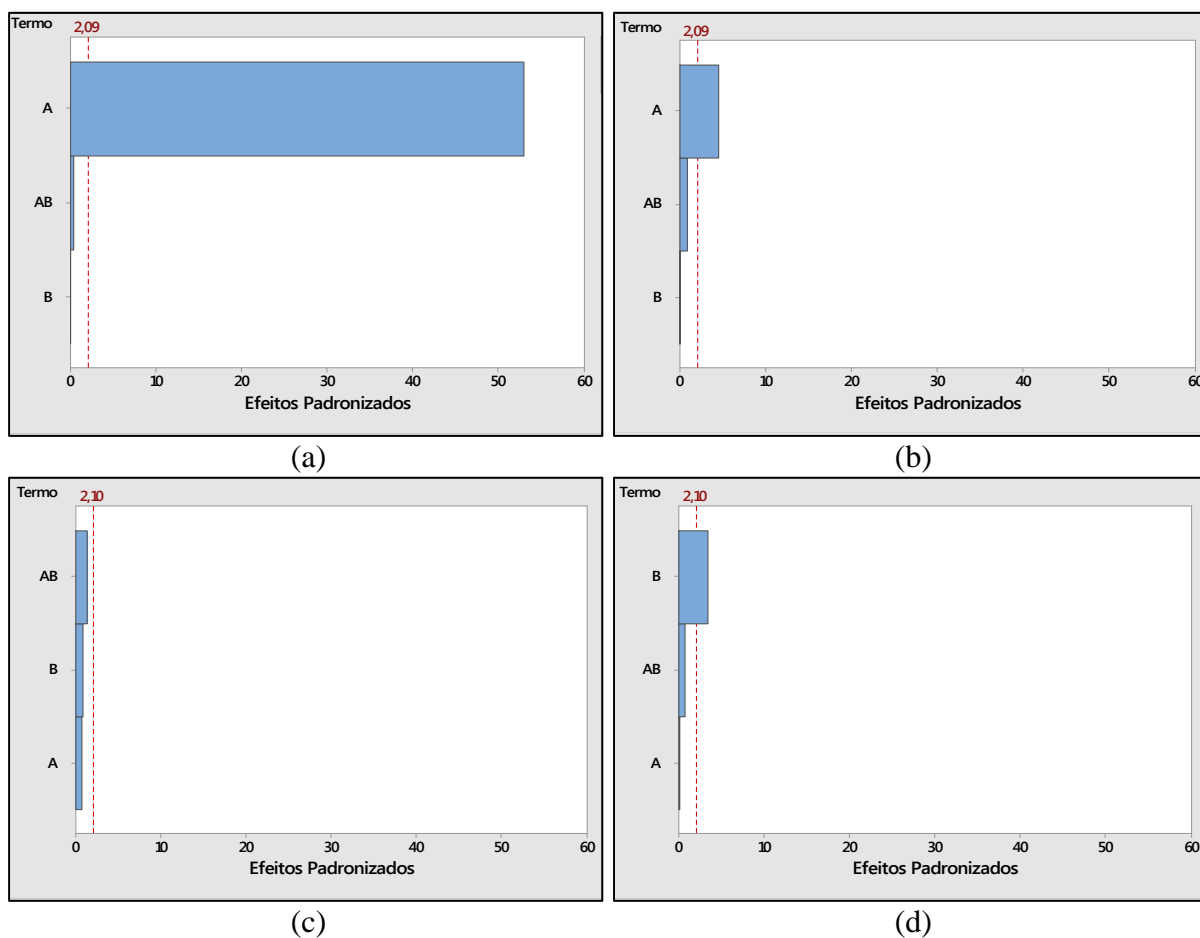 Termo
2,09
A
AB
B
0 10 20 30 40 50 60
Efeitos Padronizados
(a)
Termo
2,09
A
AB
B
0 10 20 30 40 50 60
Efeitos Padronizados
(b)
Termo
2,10
AB
B
A
0 10 20 30 40 50 60
Efeitos Padronizados
(c)
Termo
2,10
B
AB
A
0 10 20 30 40 50 60
Efeitos Padronizados
(d)